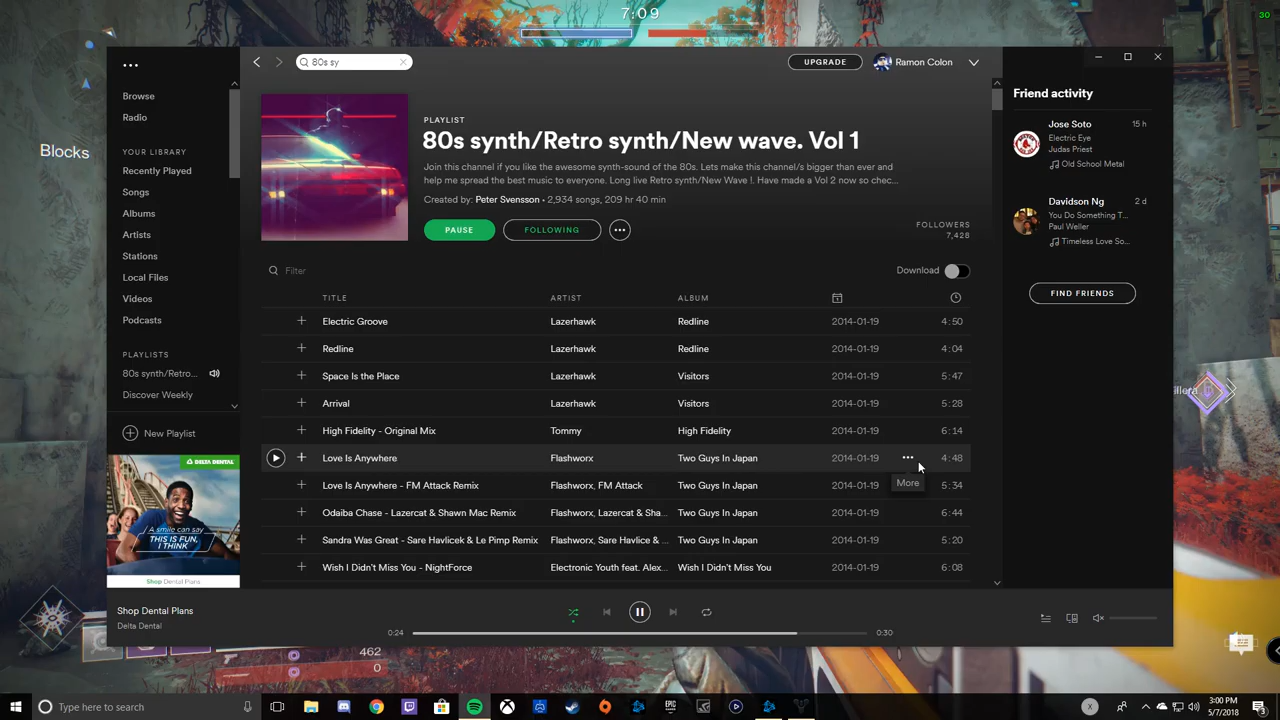 7:09
30
Blocks
80s sy
UPGRADE
Ramon Colon
Browse
Radio
YOUR LIBRARY
Recently Played
Songs
Albums
Artists
Stations
Local Files
Videos
Podcasts
PLAYLISTS
80s synth/Retro...
Discover Weekly
New Playlist
DELTA DENTAL
A smile can say
THIS IS FUN,
I THINK
Shop Dental Plans
PLAYLIST
80s synth/Retro synth/New wave. Vol 1
Join this channel if you like the awesome synth-sound of the 80s. Lets make this channel/s bigger than ever and
help me spread the best music to everyone. Long live Retro synth/New Wave !. Have made a Vol 2 now so chec...
Created by: Peter Svensson • 2,934 songs, 209 hr 40 min
PAUSE
FOLLOWING
FOLLOWERS
7,428
Filter
Download
TITLE ARTIST ALBUM
Electric Groove Lazerhawk Redline 2014-01-19 4:50
Redline Lazerhawk Redline 2014-01-19 4:04
Space Is the Place Lazerhawk Visitors 2014-01-19 5:47
Arrival Lazerhawk Visitors 2014-01-19 5:28
High Fidelity - Original Mix Tommy High Fidelity 2014-01-19 6:14
Love Is Anywhere Flashworx Two Guys In Japan 2014-01-19 4:48
More
Love Is Anywhere - FM Attack Remix Flashworx, FM Attack Two Guys In Japan 2014-01-19 5:34
Odaiba Chase - Lazercat & Shawn Mac Remix Flashworx, Lazercat & Sha... Two Guys In Japan 2014-01-19 6:44
Sandra Was Great - Sare Havlicek & Le Pimp Remix Flashworx, Sare Havlice & ... Two Guys In Japan 2014-01-19 5:20
Wish I Didn't Miss You - NightForce Electronic Youth feat. Alex... Wish I Didn't Miss You 2014-01-19 6:08
Friend activity
Jose Soto 15 h
Electric Eye
Judas Priest
Old School Metal
Davidson Ng 2 d
You Do Something T...
Paul Weller
Timeless Love So...
FIND FRIENDS
Shop Dental Plans
Delta Dental
0:24
0:30
462
0
Type here to search
EPIC
3:00 PM
5/7/2018